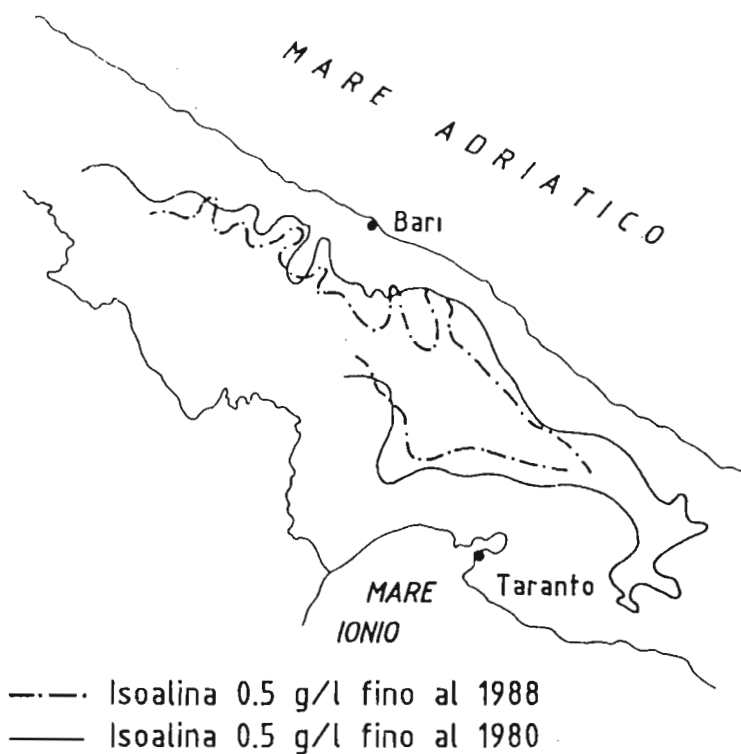 MARE ADRIATICO
Bari
Taranto
MARE
IONIO
Isoalina 0.5 g/l fino al 1988
Isoalina 0.5 g/l fino al 1980